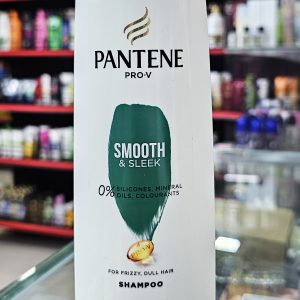 PANTENE
PRO-V
SMOOTH
& SLEEK
0% SILICONES, MINERAL
OILS, COLOURANTS
FOR FRIZZY, DULL HAIR
SHAMPOO